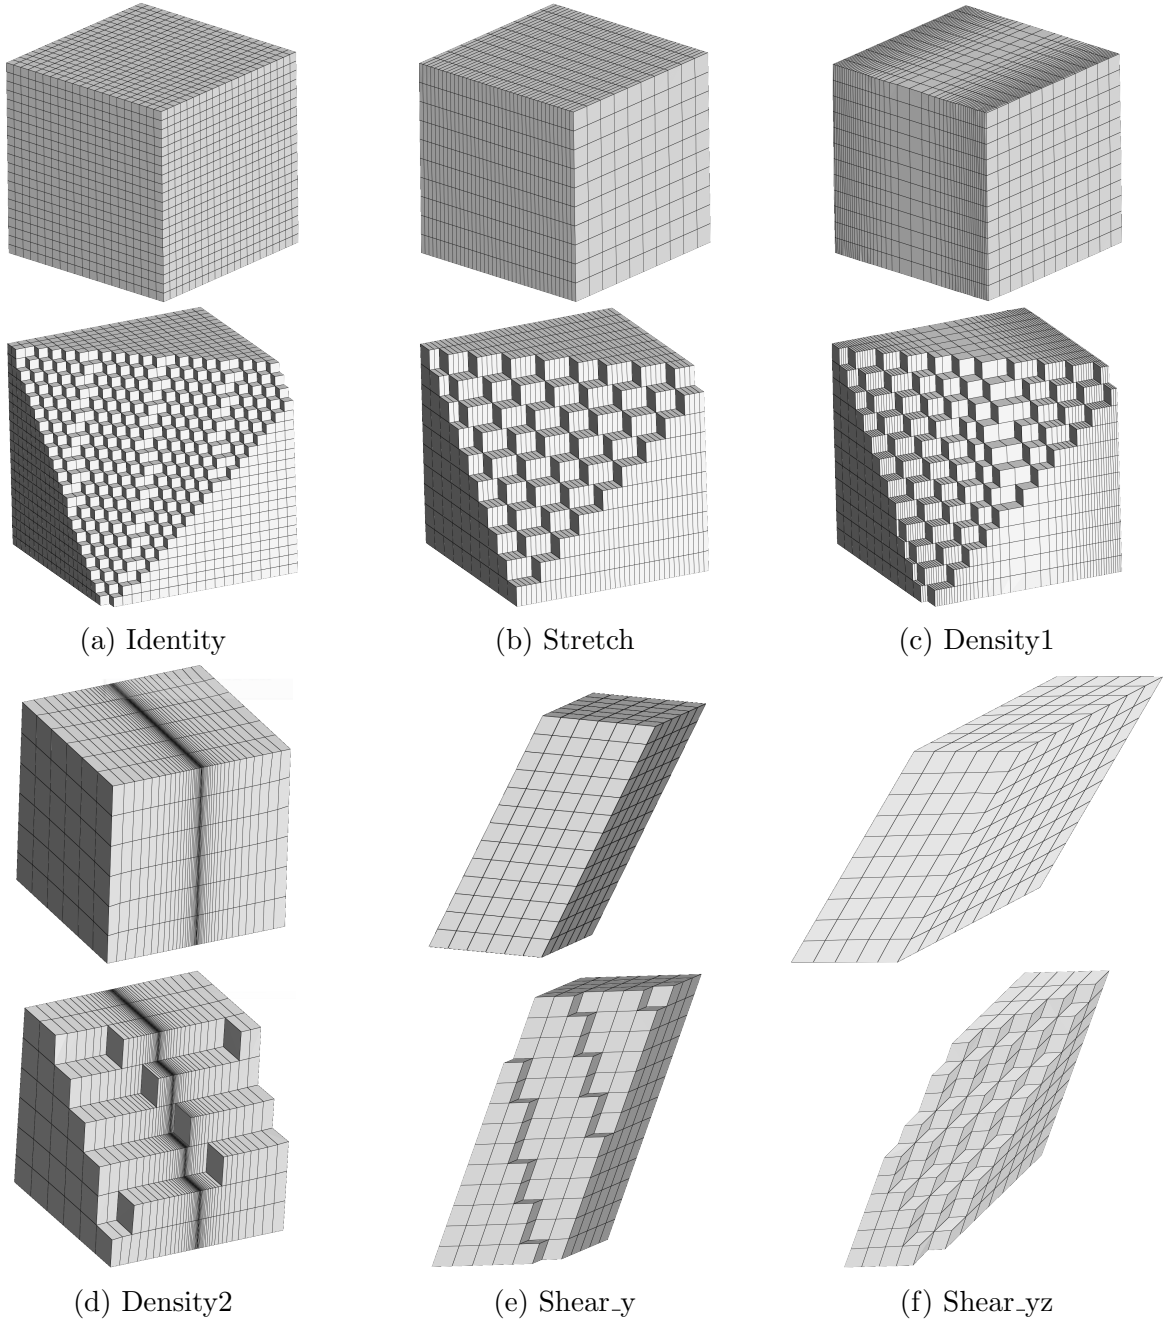 (a) Identity
(b) Stretch
(c) Density1
(d) Density2
(e) Shear_y
(f) Shear_yz